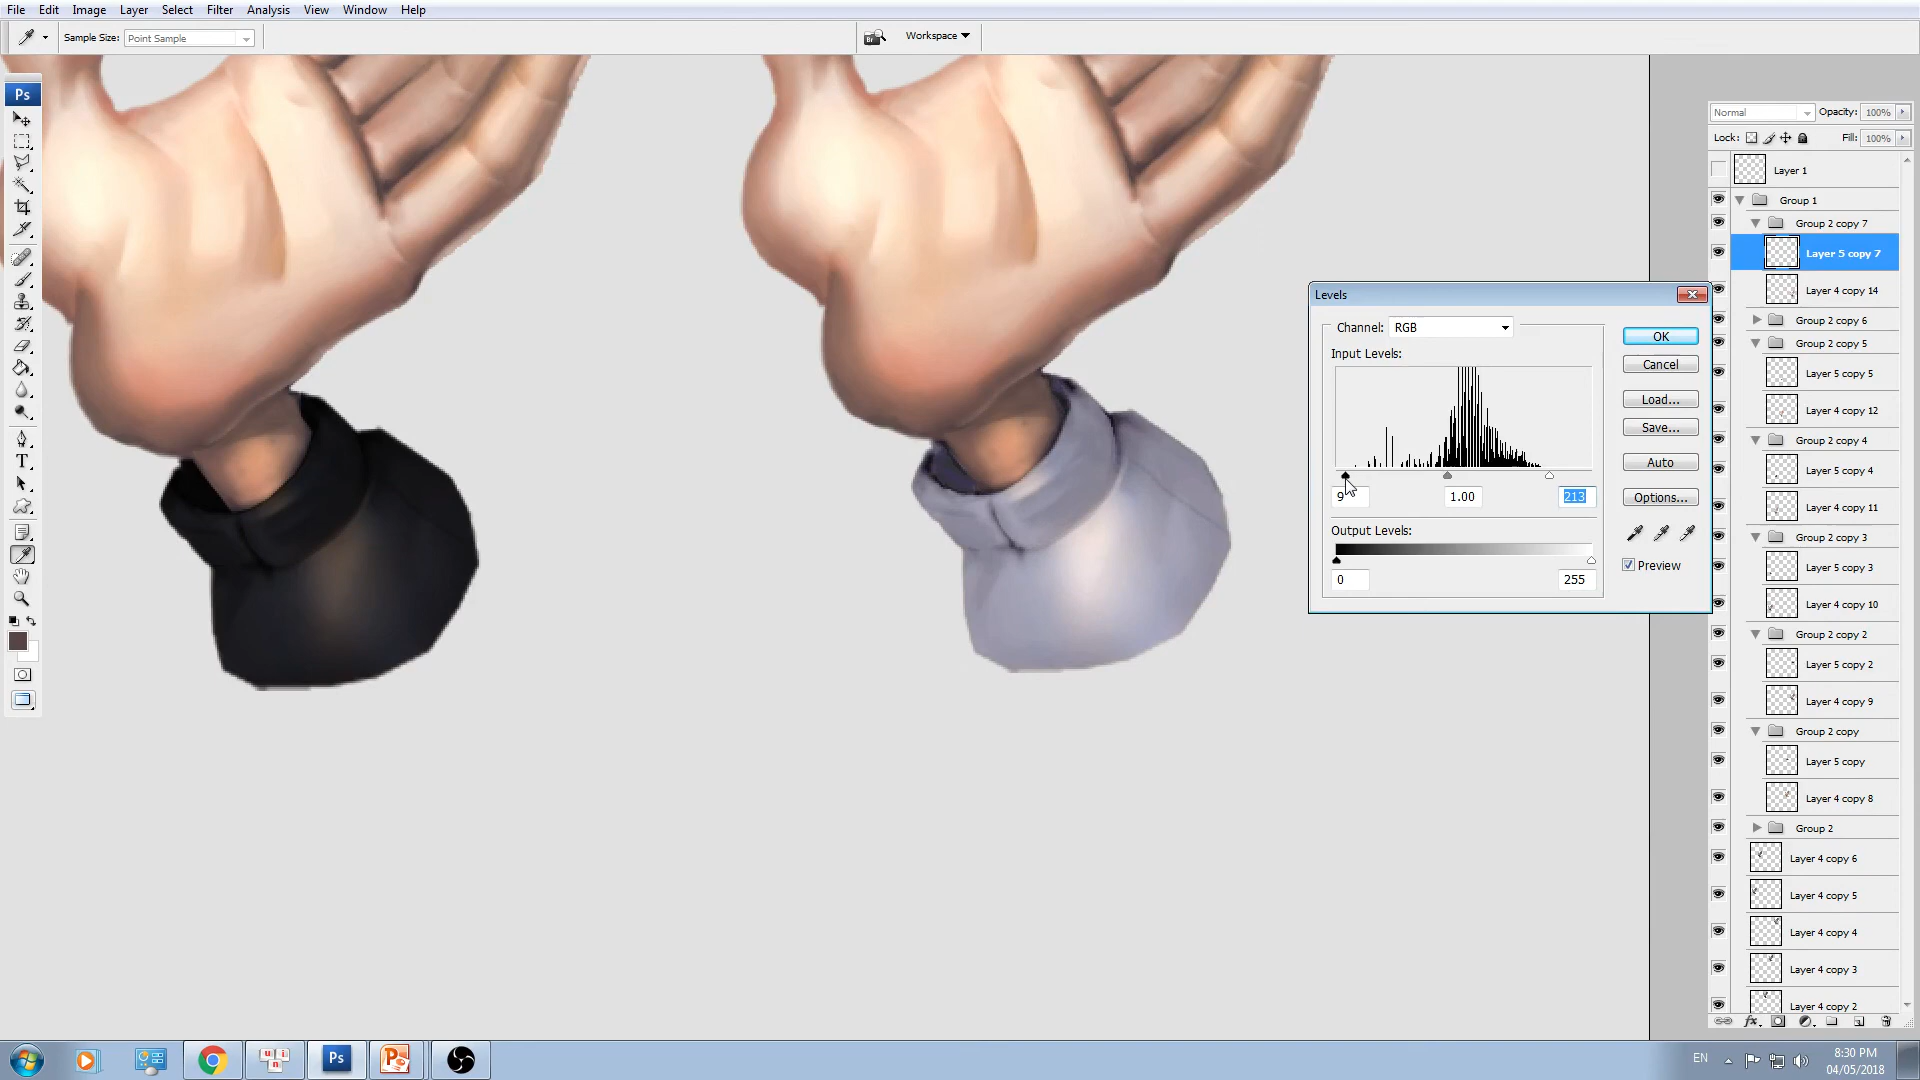 File Edit Image Layer Select Filter Analysis View Window Help
Sample Size: Point Sample
Workspace
Ps
Normal Opacity: 100%
Lock: Fill: 100%
Layer 1
Group 1
Group 2 copy 7
Layer 5 copy 7
Layer 4 copy 14
Group 2 copy 6
Group 2 copy 5
Layer 5 copy 5
Layer 4 copy 12
Group 2 copy 4
Layer 5 copy 4
Layer 4 copy 11
Group 2 copy 3
Layer 5 copy 3
Layer 4 copy 10
Group 2 copy 2
Layer 5 copy 2
Layer 4 copy 9
Group 2 copy
Layer 5 copy
Layer 4 copy 8
Group 2
Layer 4 copy 6
Layer 4 copy 5
Layer 4 copy 4
Layer 4 copy 3
Layer 4 copy 2
Levels
Channel: RGB
Input Levels:
9 1.00 213
Output Levels:
0 255
OK
Cancel
Load...
Save...
Auto
Options...
Preview
Ps
EN
8:30 PM
04/05/2018